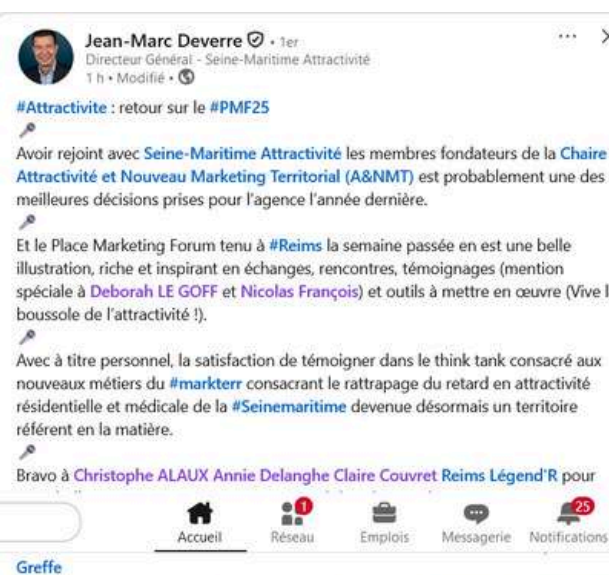 Jean-Marc Deverre • 1er
Directeur Général - Seine-Maritime Attractivité
1 h • Modifié •
#Attractivite : retour sur le #PMF25
Avoir rejoint avec Seine-Maritime Attractivité les membres fondateurs de la Chaire
Attractivité et Nouveau Marketing Territorial (A&NMT) est probablement une des
meilleures décisions prises pour l'agence l'année dernière.
Et le Place Marketing Forum tenu à #Reims la semaine passée en est une belle
illustration, riche et inspirant en échanges, rencontres, témoignages (mention
spéciale à Deborah LE GOFF et Nicolas François) et outils à mettre en œuvre (Vive l
boussole de l'attractivité !).
Avec à titre personnel, la satisfaction de témoigner dans le think tank consacré aux
nouveaux métiers du #markterr consacrant le rattrapage du retard en attractivité
résidentielle et médicale de la #Seinemaritime devenue désormais un territoire
référent en la matière.
Bravo à Christophe ALAUX Annie Delanghe Claire Couvret Reims Légend'R pour
1
25
Accueil Réseau Emplois Messagerie Notifications
Greffe